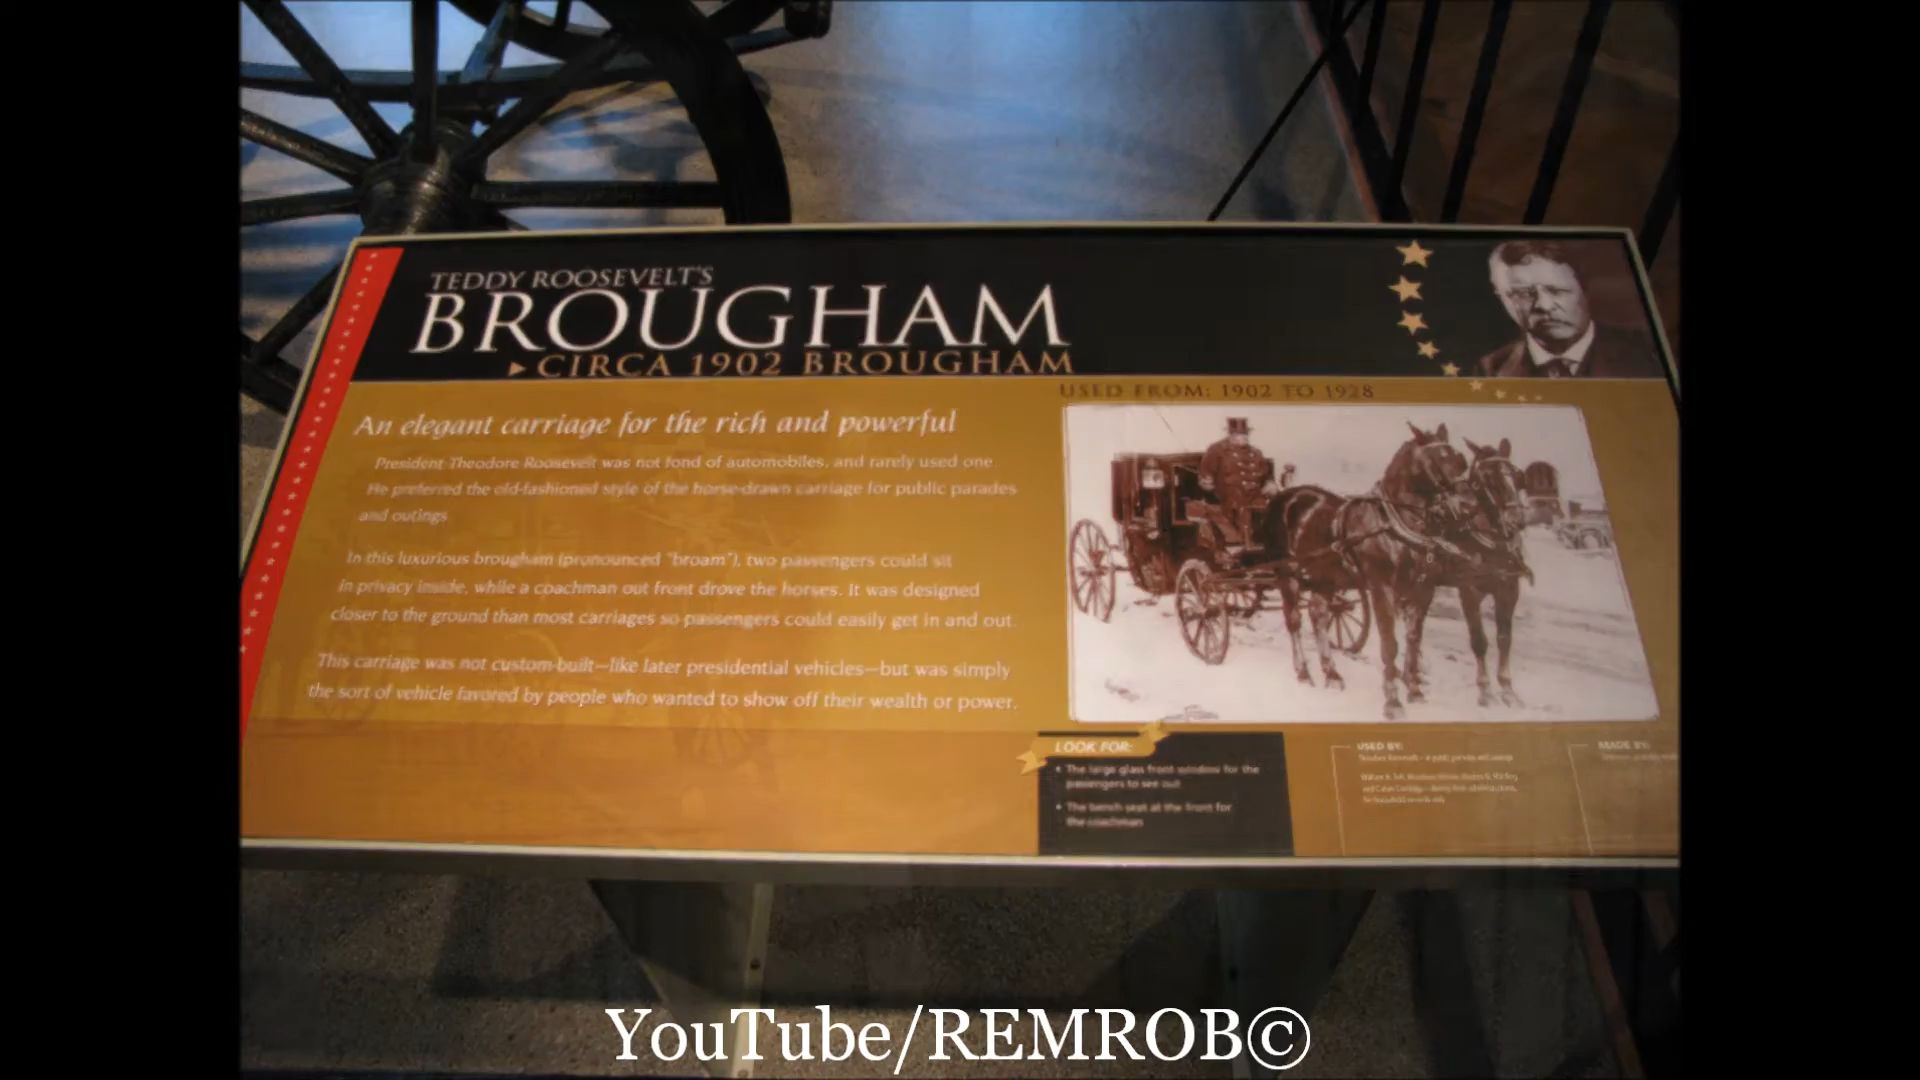 TEDDY ROOSEVELT'S
BROUGHAM
CIRCA 1902 BROUGHAM
USED FROM: 1902 TO 1928
An elegant carriage for the rich and powerful
President Theodore Roosevelt was not fond of automobiles, and rarely used one.
He preferred the old-fashioned style of the horse-drawn carriage for public parades
and outings.
In this luxurious brougham (pronounced "broam"), two passengers could sit
in privacy inside, while a coachman out front drove the horses. It was designed
closer to the ground than most carriages so passengers could easily get in and out.
This carriage was not custom-built—like later presidential vehicles—but was simply
the sort of vehicle favored by people who wanted to show off their wealth or power.
LOOK FOR:
• The large glass front window for the
passengers to see out
• The bench seat at the front for
the coachman
USED BY:
Theodore Roosevelt—
MADE BY:
YouTube/REMROB©